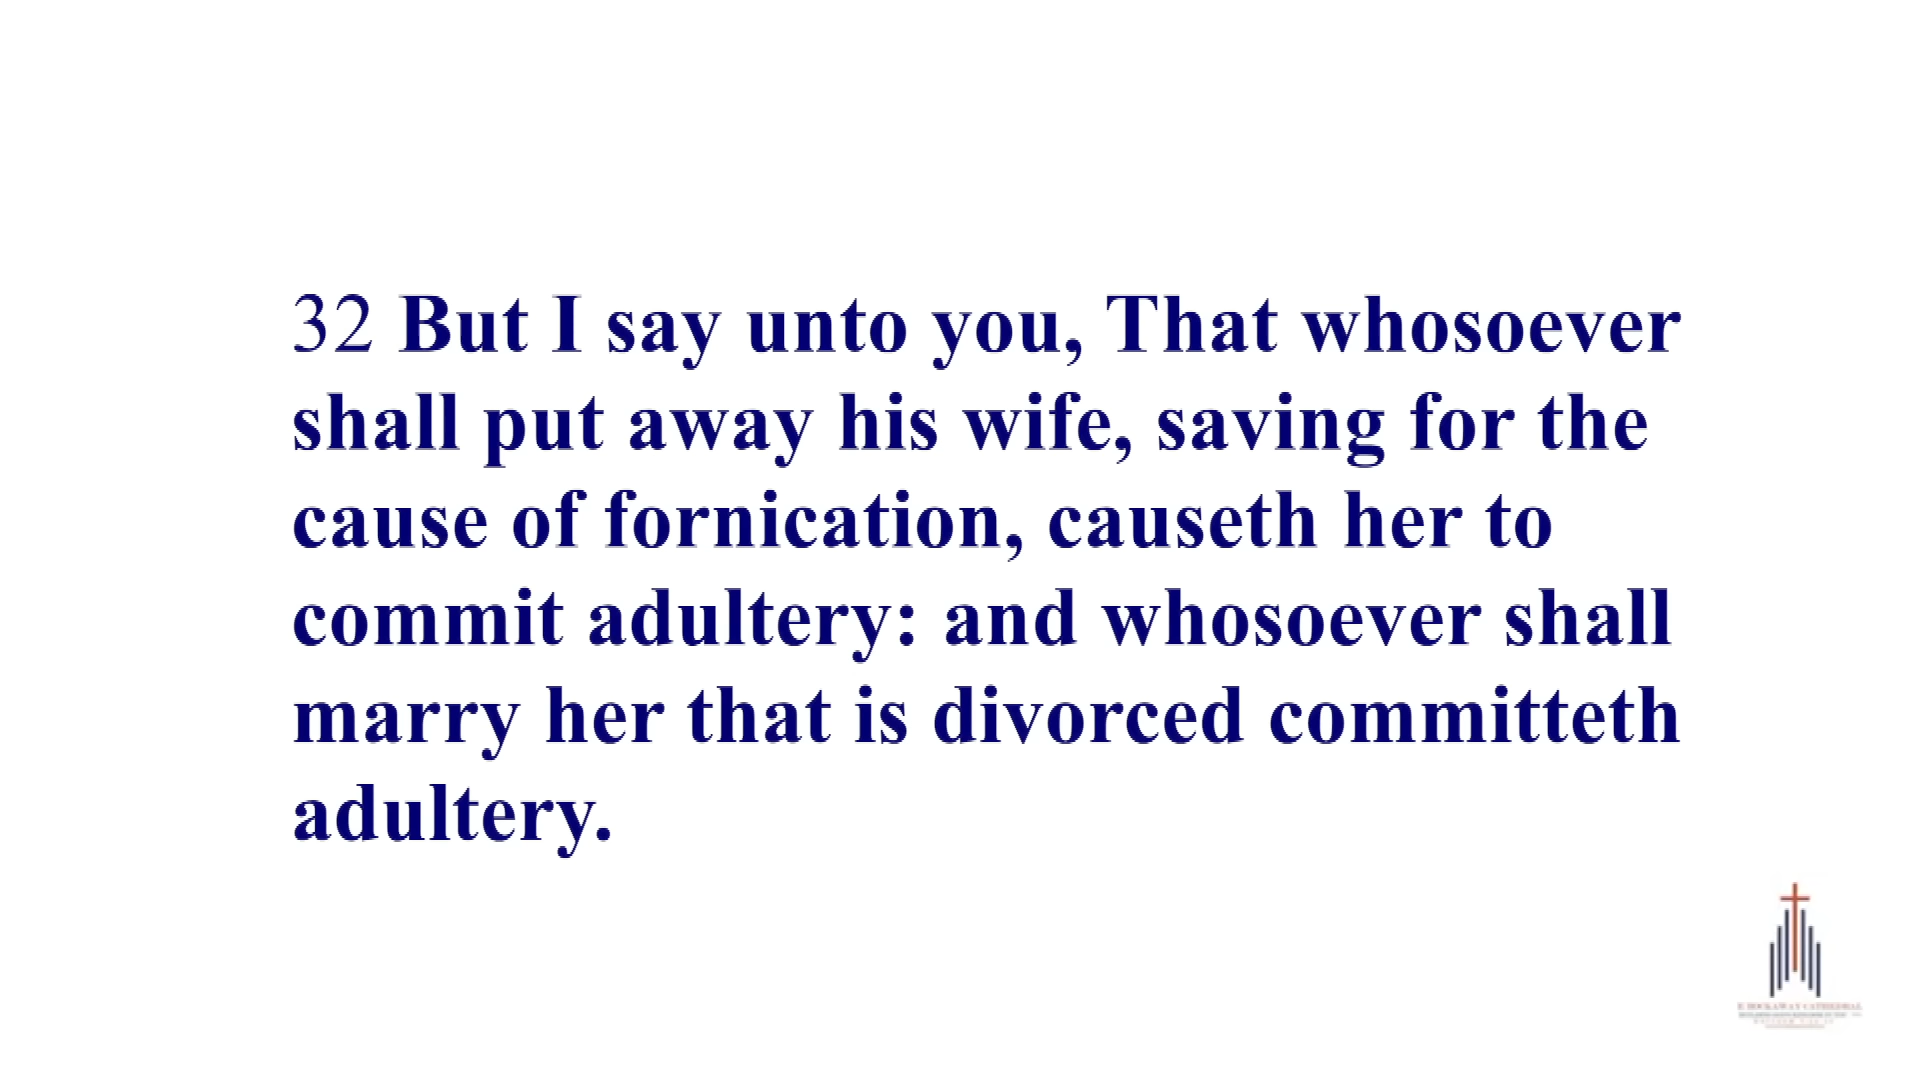 32 But I say unto you, That whosoever
shall put away his wife, saving for the
cause of fornication, causeth her to
commit adultery: and whosoever shall
marry her that is divorced committeth
adultery.
CATHEDRAL